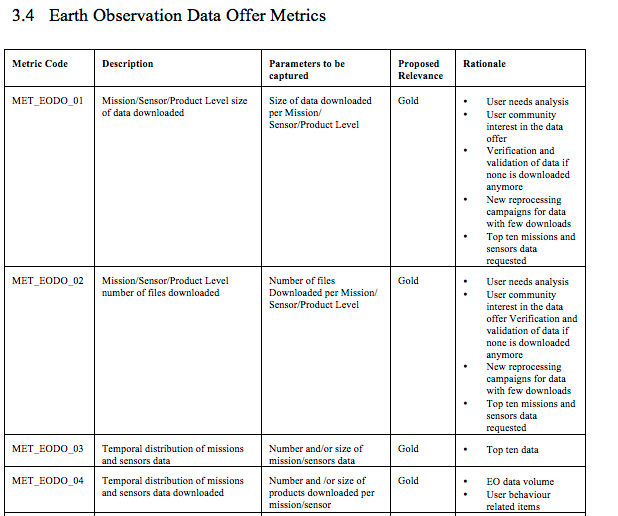 3.4 Earth Observation Data Offer Metrics
Metric Code
Description
Parameters to be
captured
Proposed
Relevance
Rationale
MET_EODO_01
Mission/Sensor/Product Level size
of data downloaded
Size of data downloaded
per Mission/
Sensor/Product Level
Gold
• User needs analysis
• User community
interest in the data
offer
• Verification and
validation of data if
none is downloaded
anymore
• New reprocessing
campaigns for data
with few downloads
• Top ten missions and
sensors data
requested
MET_EODO_02
Mission/Sensor/Product Level
number of files downloaded
Number of files
Downloaded per Mission/
Sensor/Product Level
Gold
• User needs analysis
• User community
interest in the data
offer Verification and
validation of data if
none is downloaded
anymore
• New reprocessing
campaigns for data
with few downloads
• Top ten missions and
sensors data
requested
MET_EODO_03
Temporal distribution of missions
and sensors data
Number and/or size of
mission/sensors data
Gold
• Top ten data
MET_EODO_04
Temporal distribution of missions
and sensors data downloaded
Number and /or size of
products downloaded per
mission/sensor
Gold
• EO data volume
• User behaviour
related items